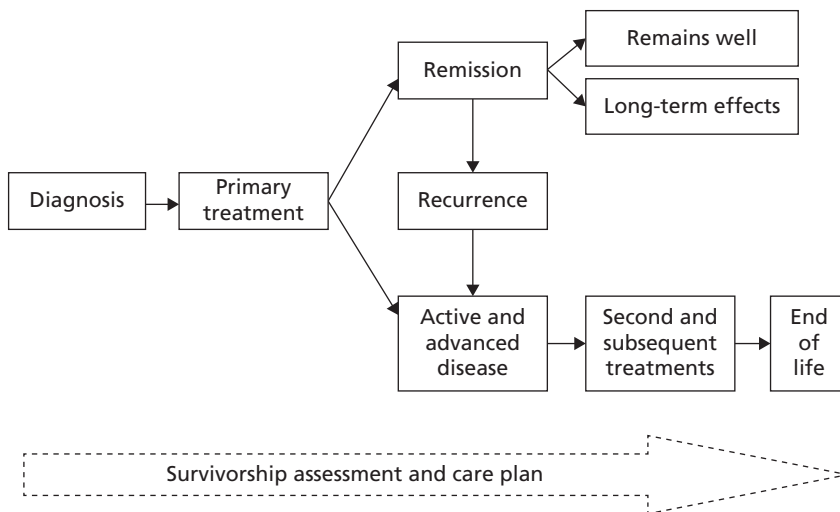 Remains well
Remission
Long-term effects
Diagnosis
Primary
treatment
Recurrence
Active and
advanced
disease
Second and
subsequent
treatments
End
of
life
Survivorship assessment and care plan